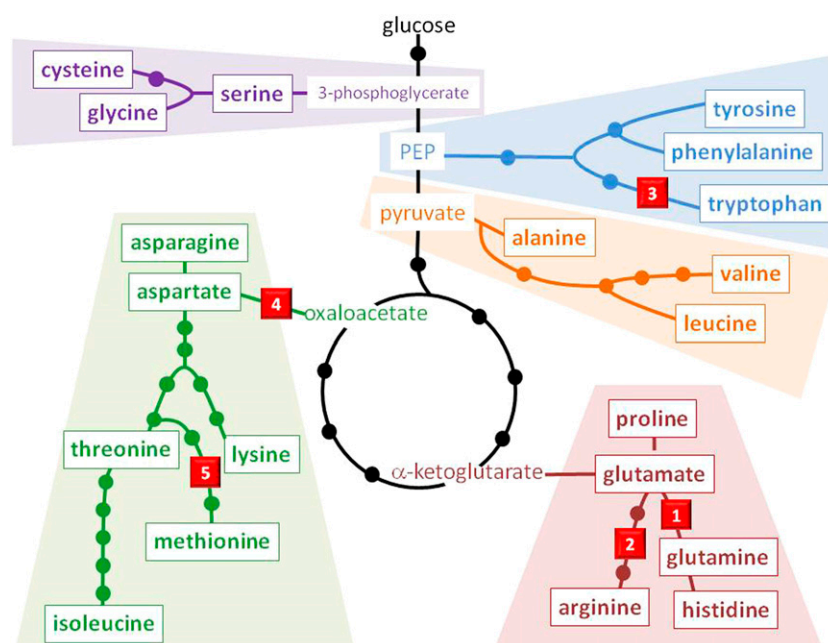 glucose
cysteine
glycine
serine
3-phosphoglycerate
PEP
tyrosine
phenylalanine
3
tryptophan
pyruvate
alanine
valine
leucine
asparagine
aspartate
4
oxaloacetate
threonine
lysine
5
methionine
isoleucine
α-ketoglutarate
proline
glutamate
1
2
glutamine
arginine
histidine